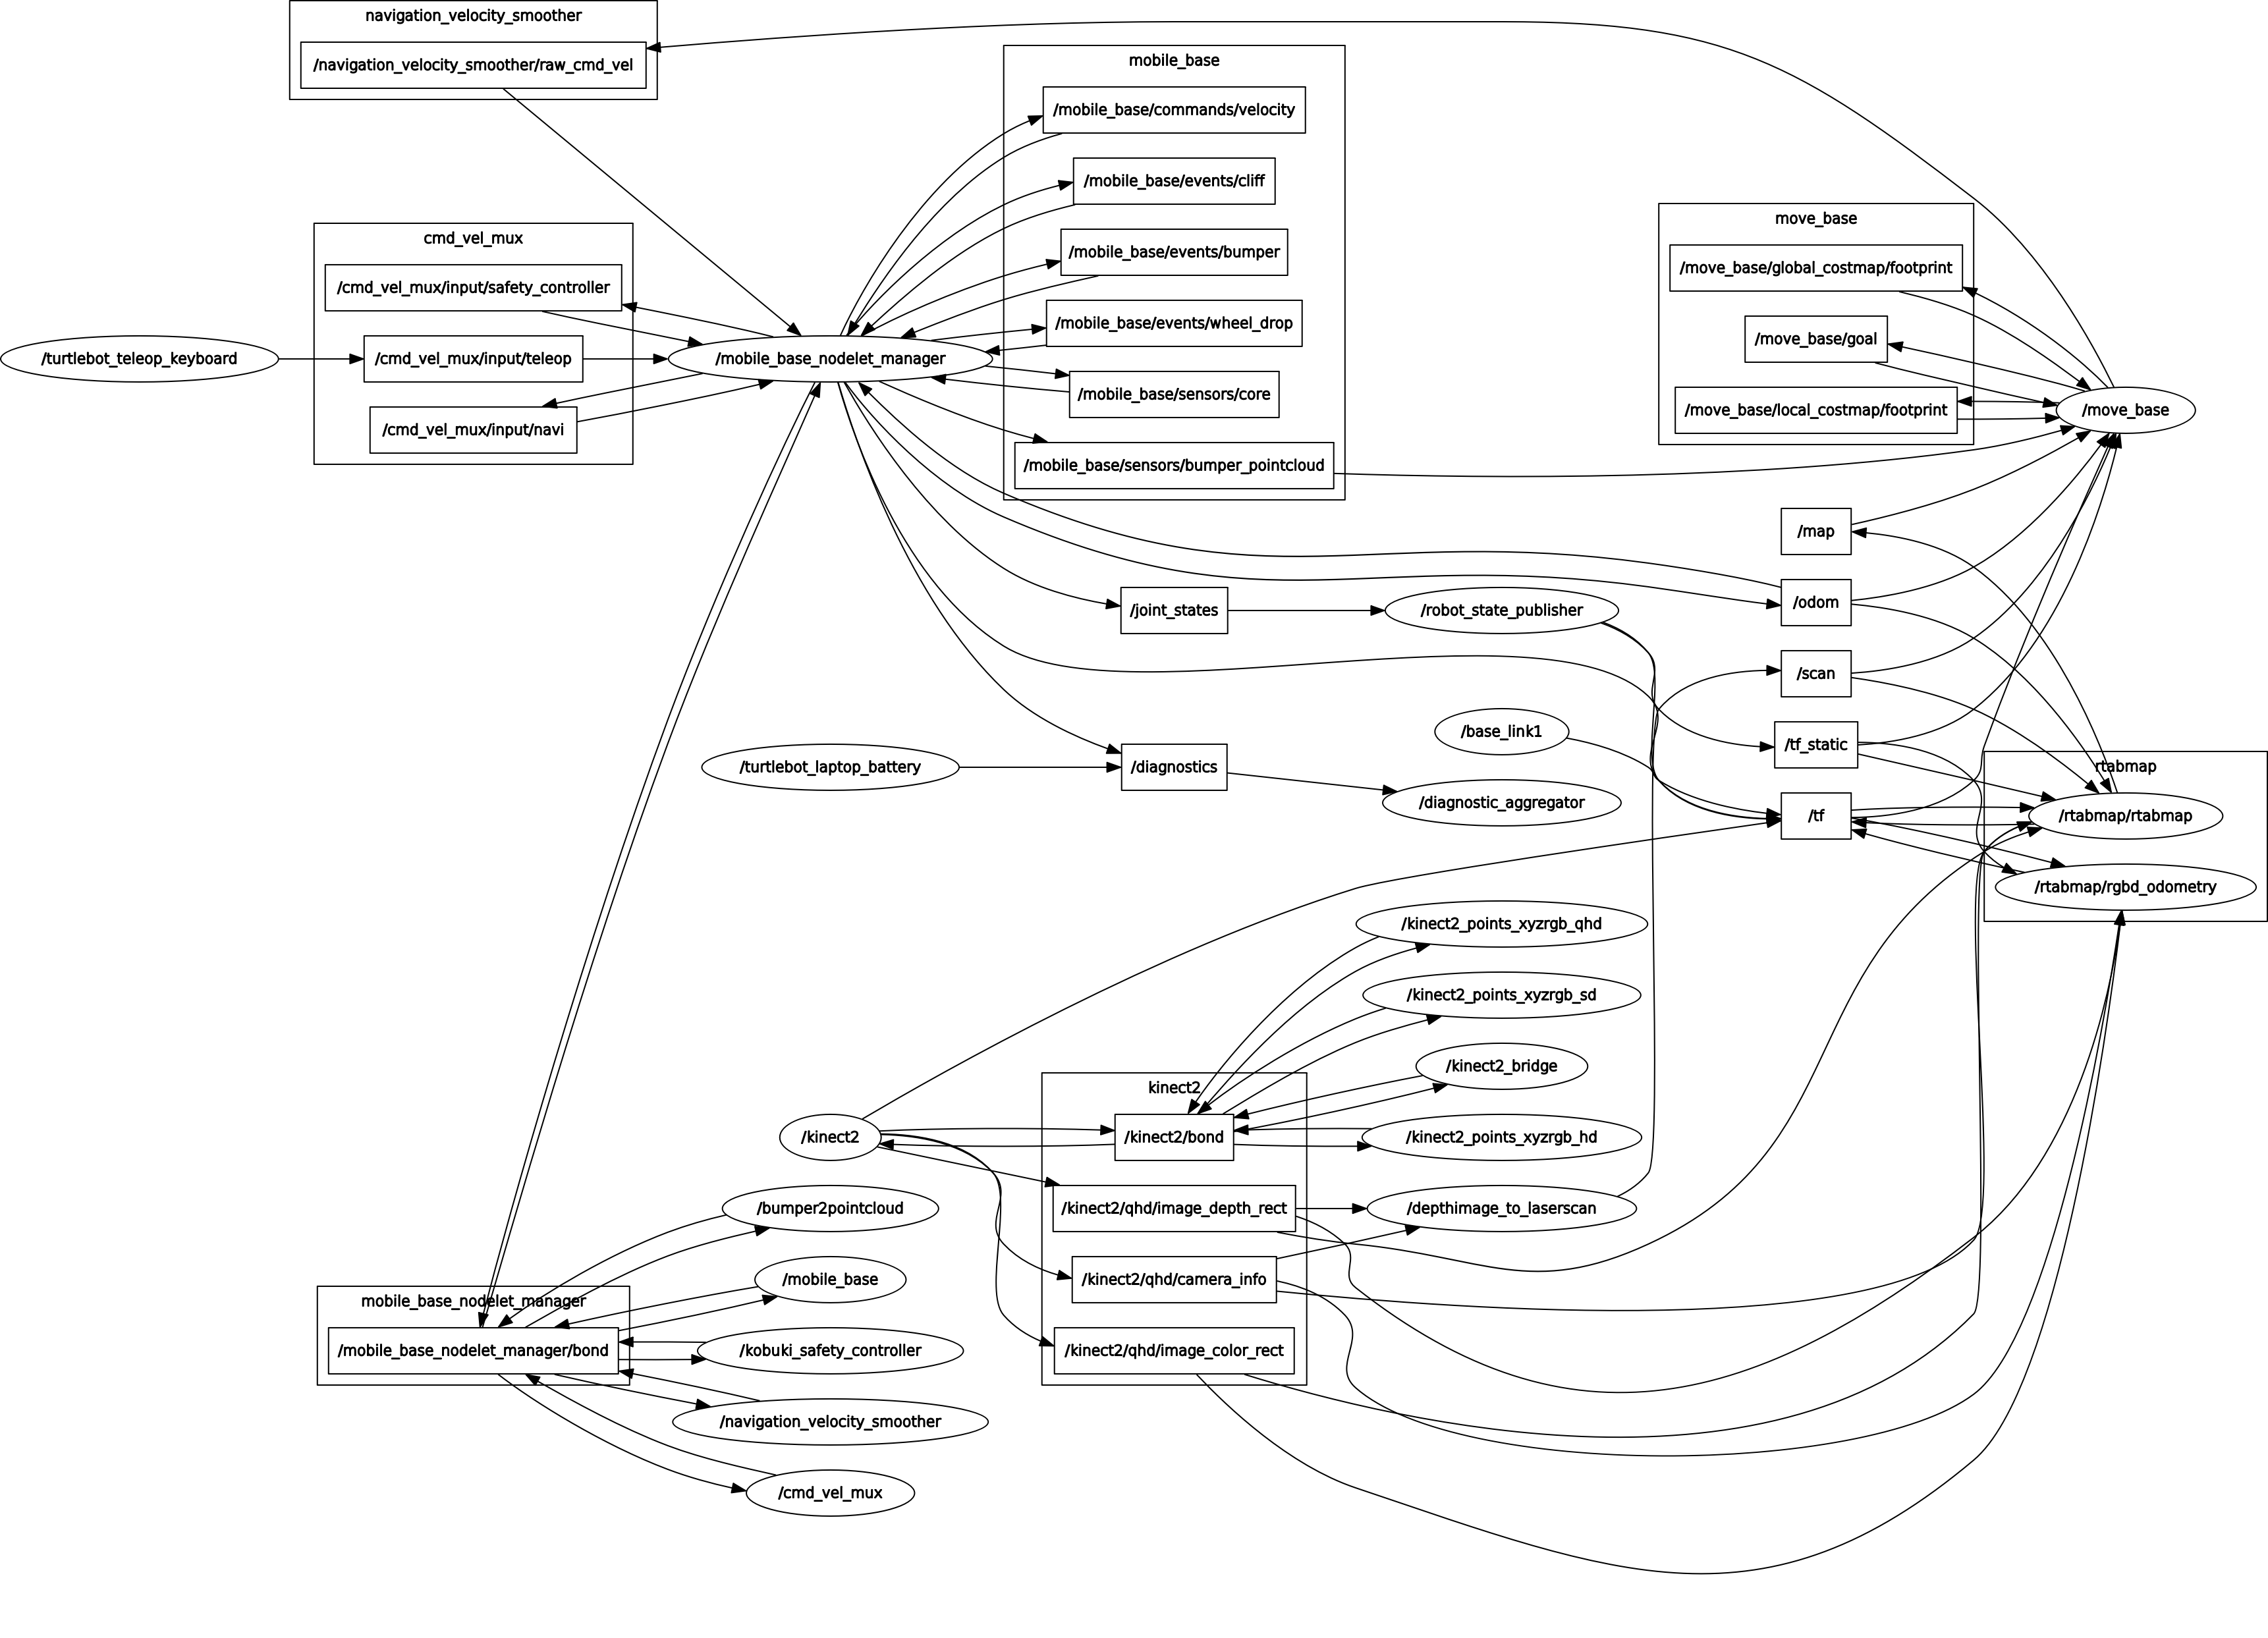 navigation_velocity_smoother
/navigation_velocity_smoother/raw_cmd_vel
mobile_base
/mobile_base/commands/velocity
/mobile_base/events/cliff
/mobile_base/events/bumper
/mobile_base/events/wheel_drop
/mobile_base/sensors/core
/mobile_base/sensors/bumper_pointcloud
cmd_vel_mux
/cmd_vel_mux/input/safety_controller
/cmd_vel_mux/input/teleop
/cmd_vel_mux/input/navi
/turtlebot_teleop_keyboard
/mobile_base_nodelet_manager
move_base
/move_base/global_costmap/footprint
/move_base/goal
/move_base/local_costmap/footprint
/move_base
/map
/odom
/scan
/tf_static
/tf
/joint_states
/robot_state_publisher
/base_link1
/turtlebot_laptop_battery
/diagnostics
/diagnostic_aggregator
rtabmap
/rtabmap/rtabmap
/rtabmap/rgbd_odometry
/kinect2_points_xyzrgb_qhd
/kinect2_points_xyzrgb_sd
/kinect2_bridge
/kinect2_points_xyzrgb_hd
/depthimage_to_laserscan
kinect2
/kinect2/bond
/kinect2/qhd/image_depth_rect
/kinect2/qhd/camera_info
/kinect2/qhd/image_color_rect
/kinect2
/bumper2pointcloud
/mobile_base
/kobuki_safety_controller
/navigation_velocity_smoother
/cmd_vel_mux
mobile_base_nodelet_manager
/mobile_base_nodelet_manager/bond